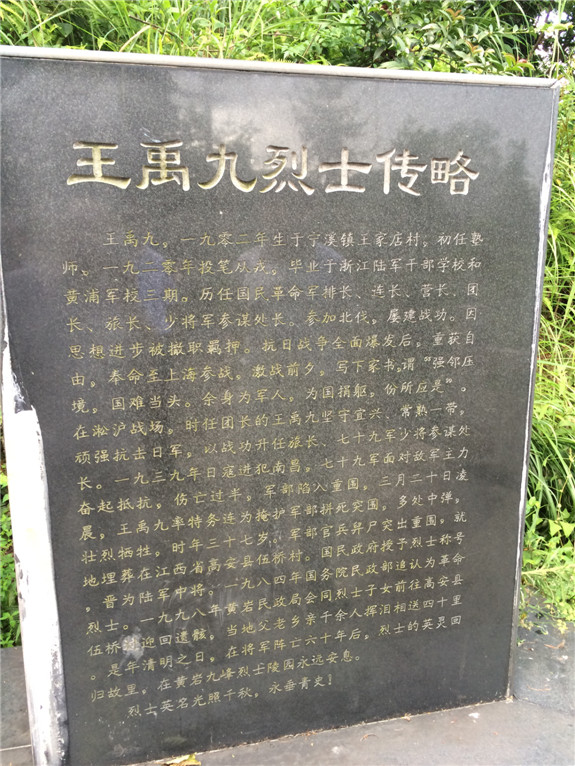 王禹九烈士传略
王禹九。一九零二年生于宁溪镇王家店村。初任塾
师、一九二零年投笔从戎。毕业于浙江陆军干部学校和
黄浦军校三期。历任国民革命军排长、连长、营长、团
长、旅长、少将军参谋处长。参加北伐，屡建战功。因
思想进步被撤职羁押。抗日战争全面爆发后。重获自
由，奉命至上海参战。激战前夕。写下家书，谓“强邻压
境，国难当头。余身为军人。为国捐躯，份所应是”。
在淞沪战场。时任团长的王禹九坚守宜兴、常熟一带。
顽强抗击日军。以战功升任旅长、七十九军少将参谋处
长。一九三九年日寇进犯南昌。七十九军面对敌军主力
奋起抵抗，伤亡过半，军部陷入重围，三月二十日凌
晨，王禹九率特务连为掩护军部拼死突围。多处中弹。
壮烈牺牲。时年三十七岁。军部官兵舁尸突出重围。就
地埋葬在江西省高安县伍桥村。国民政府授予烈士称号
。晋为陆军中将。一九八四年国务院民政部追认为革命
烈士。一九九八年黄岩民政局会同烈士子女前往高安县
伍桥 迎回遗骸。当地父老乡亲千余人挥泪相送四十里
。是年清明之日。在将军阵亡六十年后。烈士的英灵回
归故里，在黄岩九峰烈士陵园永远安息。
烈士英名光照千秋，永垂青史！